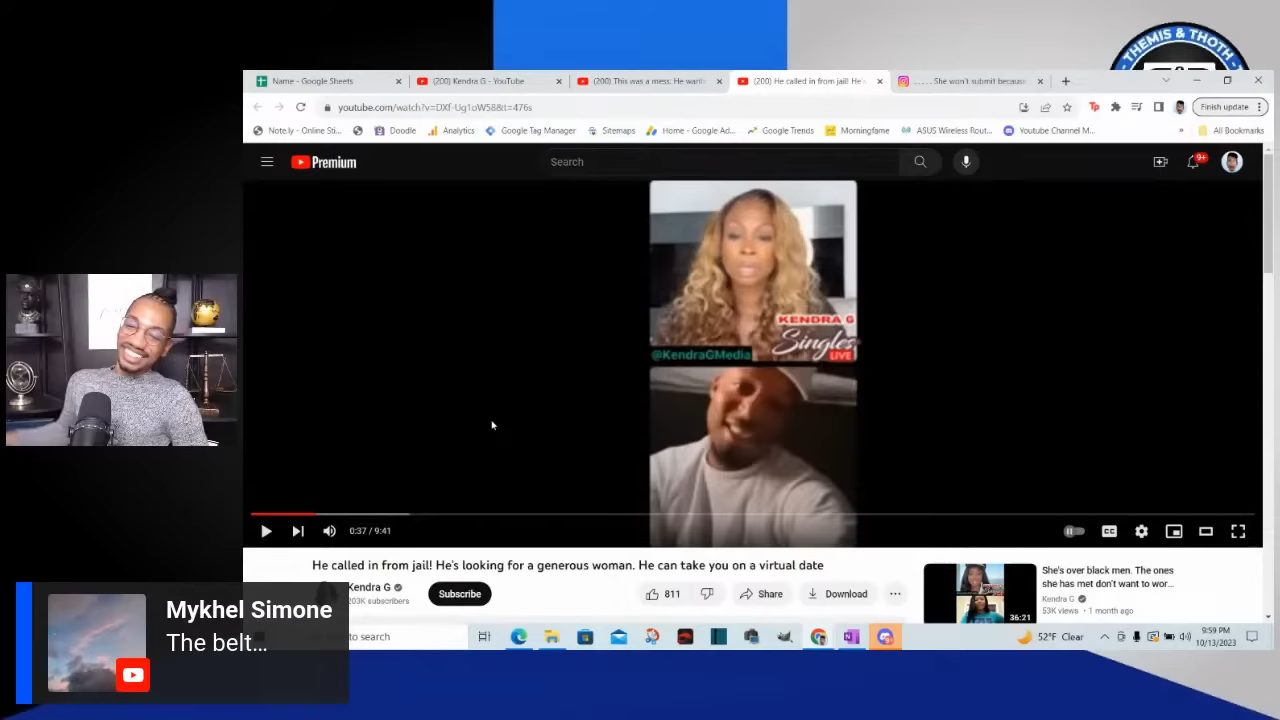 THEMIS & THOTH
Name - Google Sheets
(200) Kendra G - YouTube
(200) This was a mess: He want
(200) He called in from jail! He's
. . . . .She won't submit because
youtube.com/watch?v=DXf-Ug1oW58&t=476s
Tp
Finish update
Note.ly - Online Sti...
Doodle
Analytics
Google Tag Manager
Sitemaps
Home - Google Ad...
Google Trends
Morningfame
ASUS Wireless Rout...
Youtube Channel M...
»
All Bookmarks
Premium
Search
9+
KENDRA G
Singles
LIVE
@KendraGMedia
0:37 / 9:41
CC
He called in from jail! He's looking for a generous woman. He can take you on a virtual date
Kendra G
203K subscribers
Subscribe
811
Share
Download
She's over black men. The ones
she has met don't want to wor...
Kendra G
53K views • 1 month ago
36:21
to search
52°F Clear
9:59 PM
10/13/2023
Mykhel Simone
The belt...